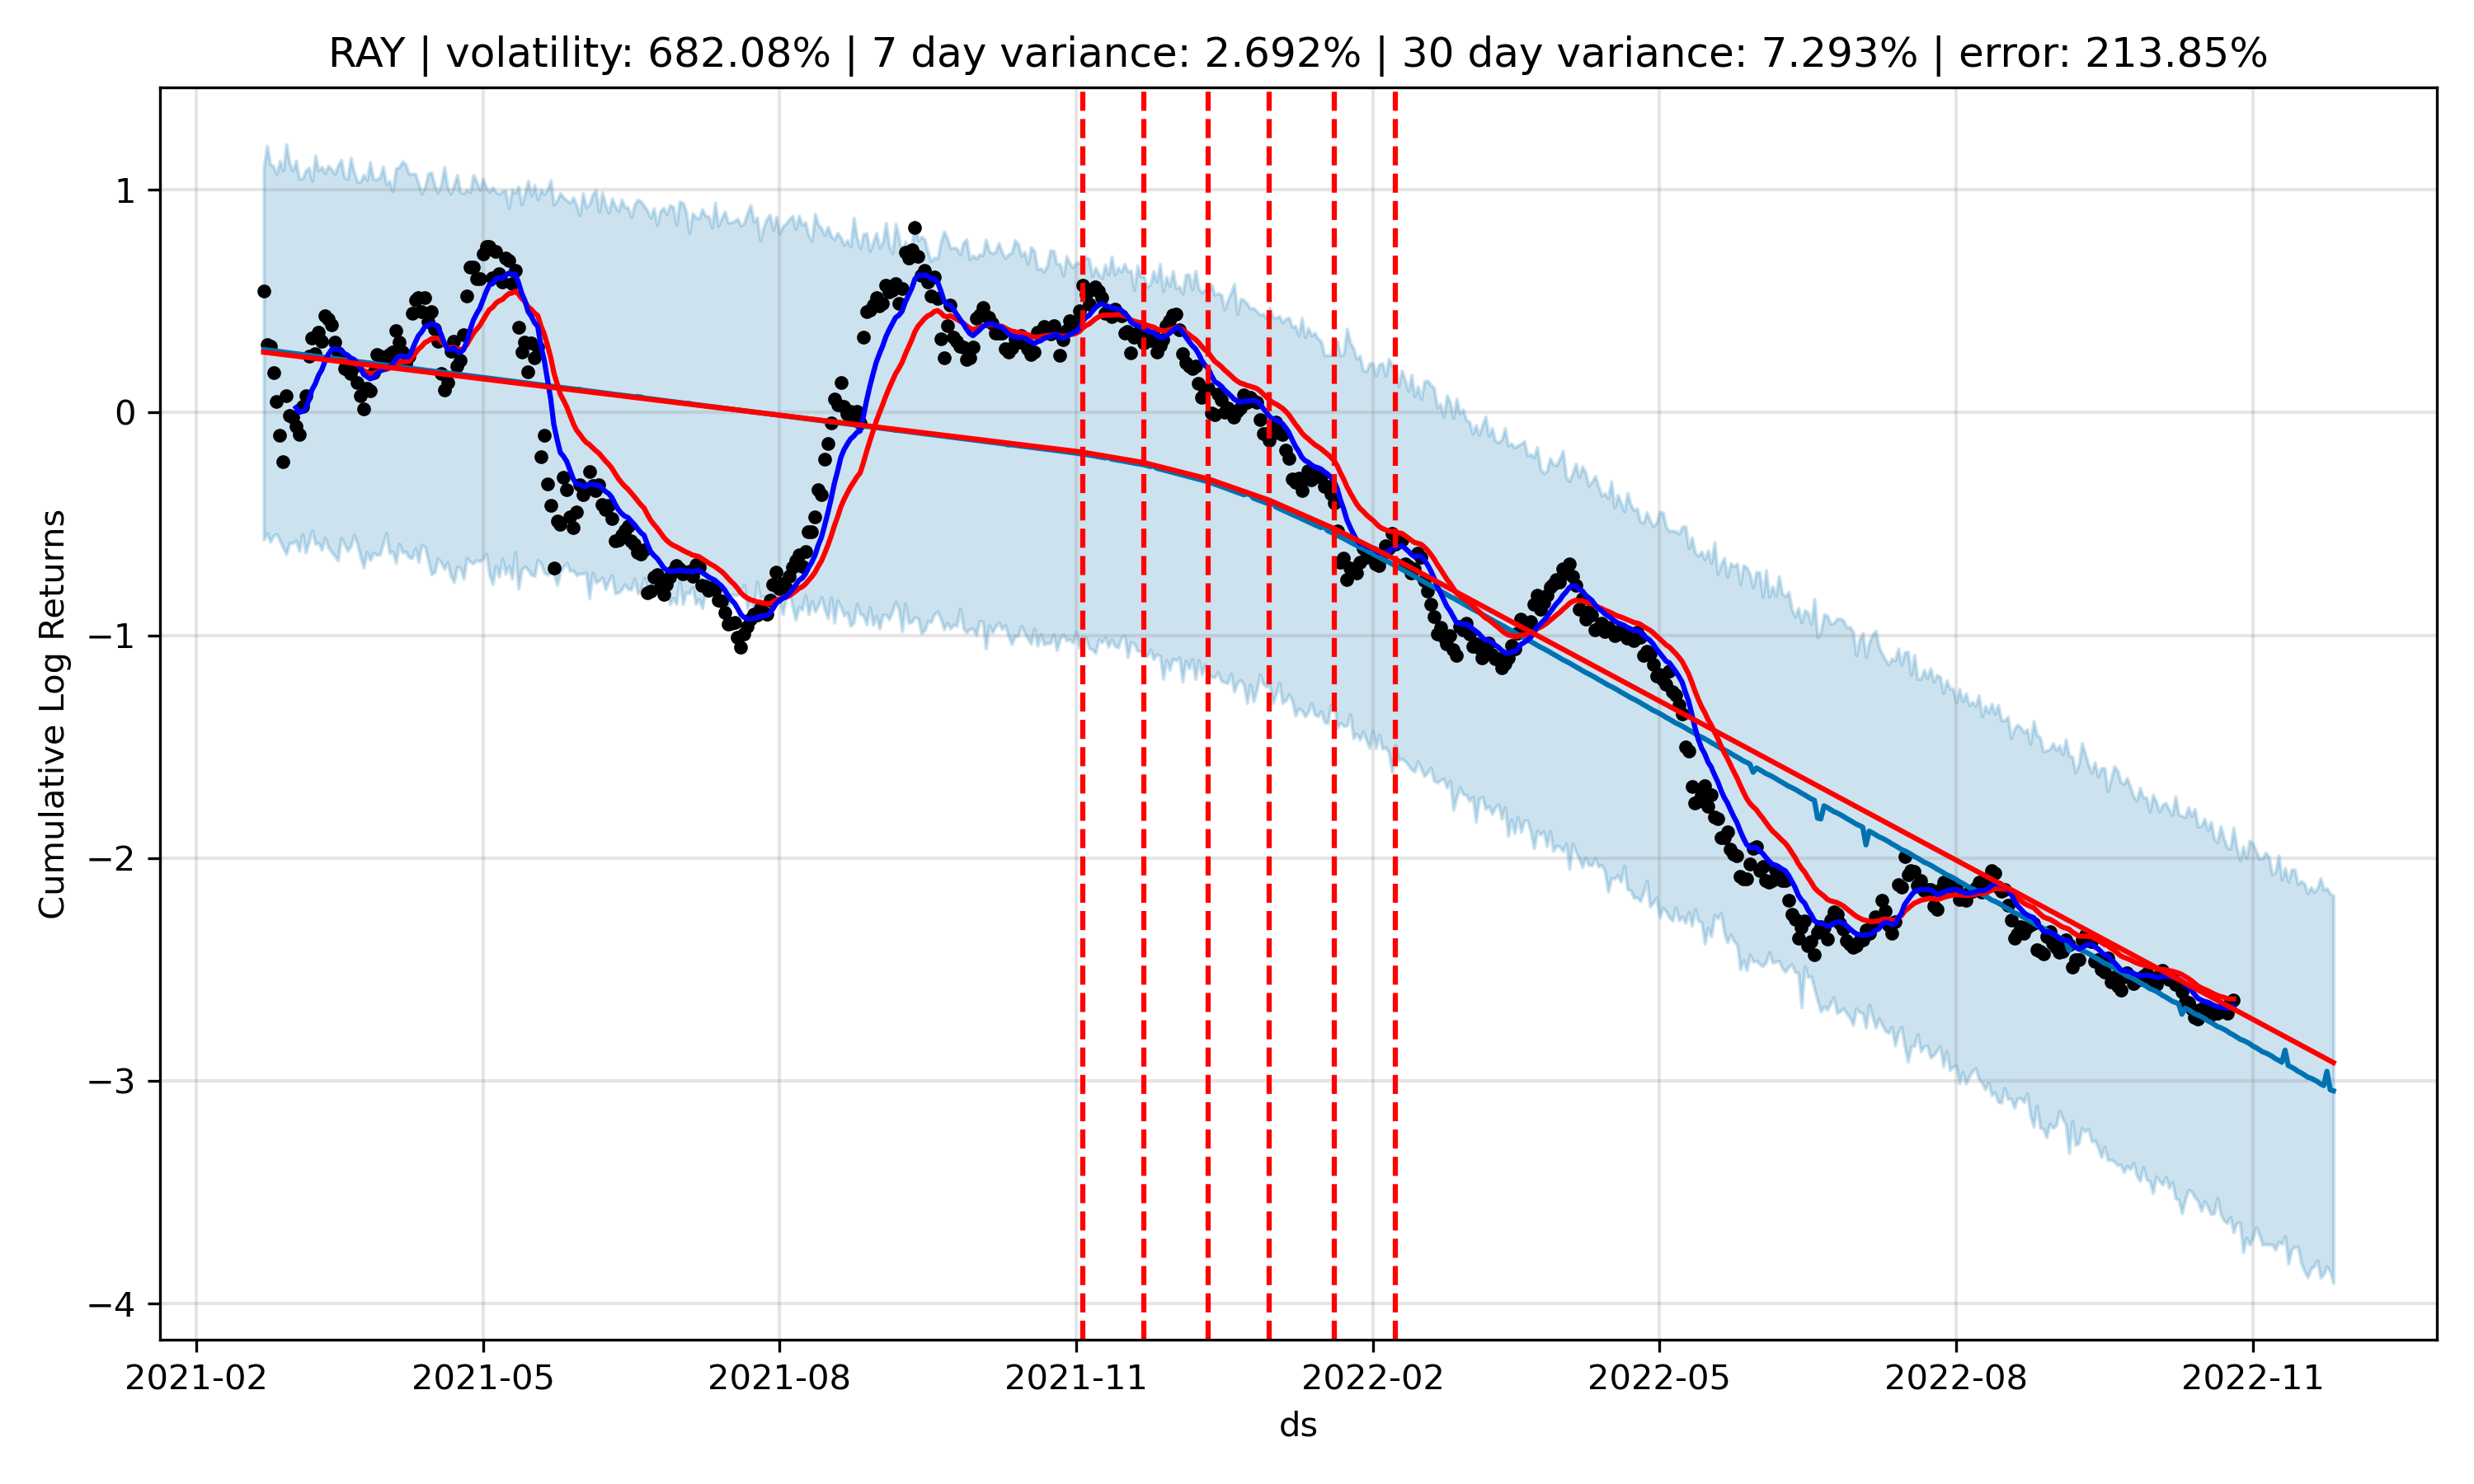 RAY | volatility: 682.08% | 7 day variance: 2.692% | 30 day variance: 7.293% | error: 213.85%
Cumulative Log Returns
1
0
−1
−2
−3
−4
2021-02 2021-05 2021-08 2021-11 2022-02 2022-05 2022-08 2022-11
ds